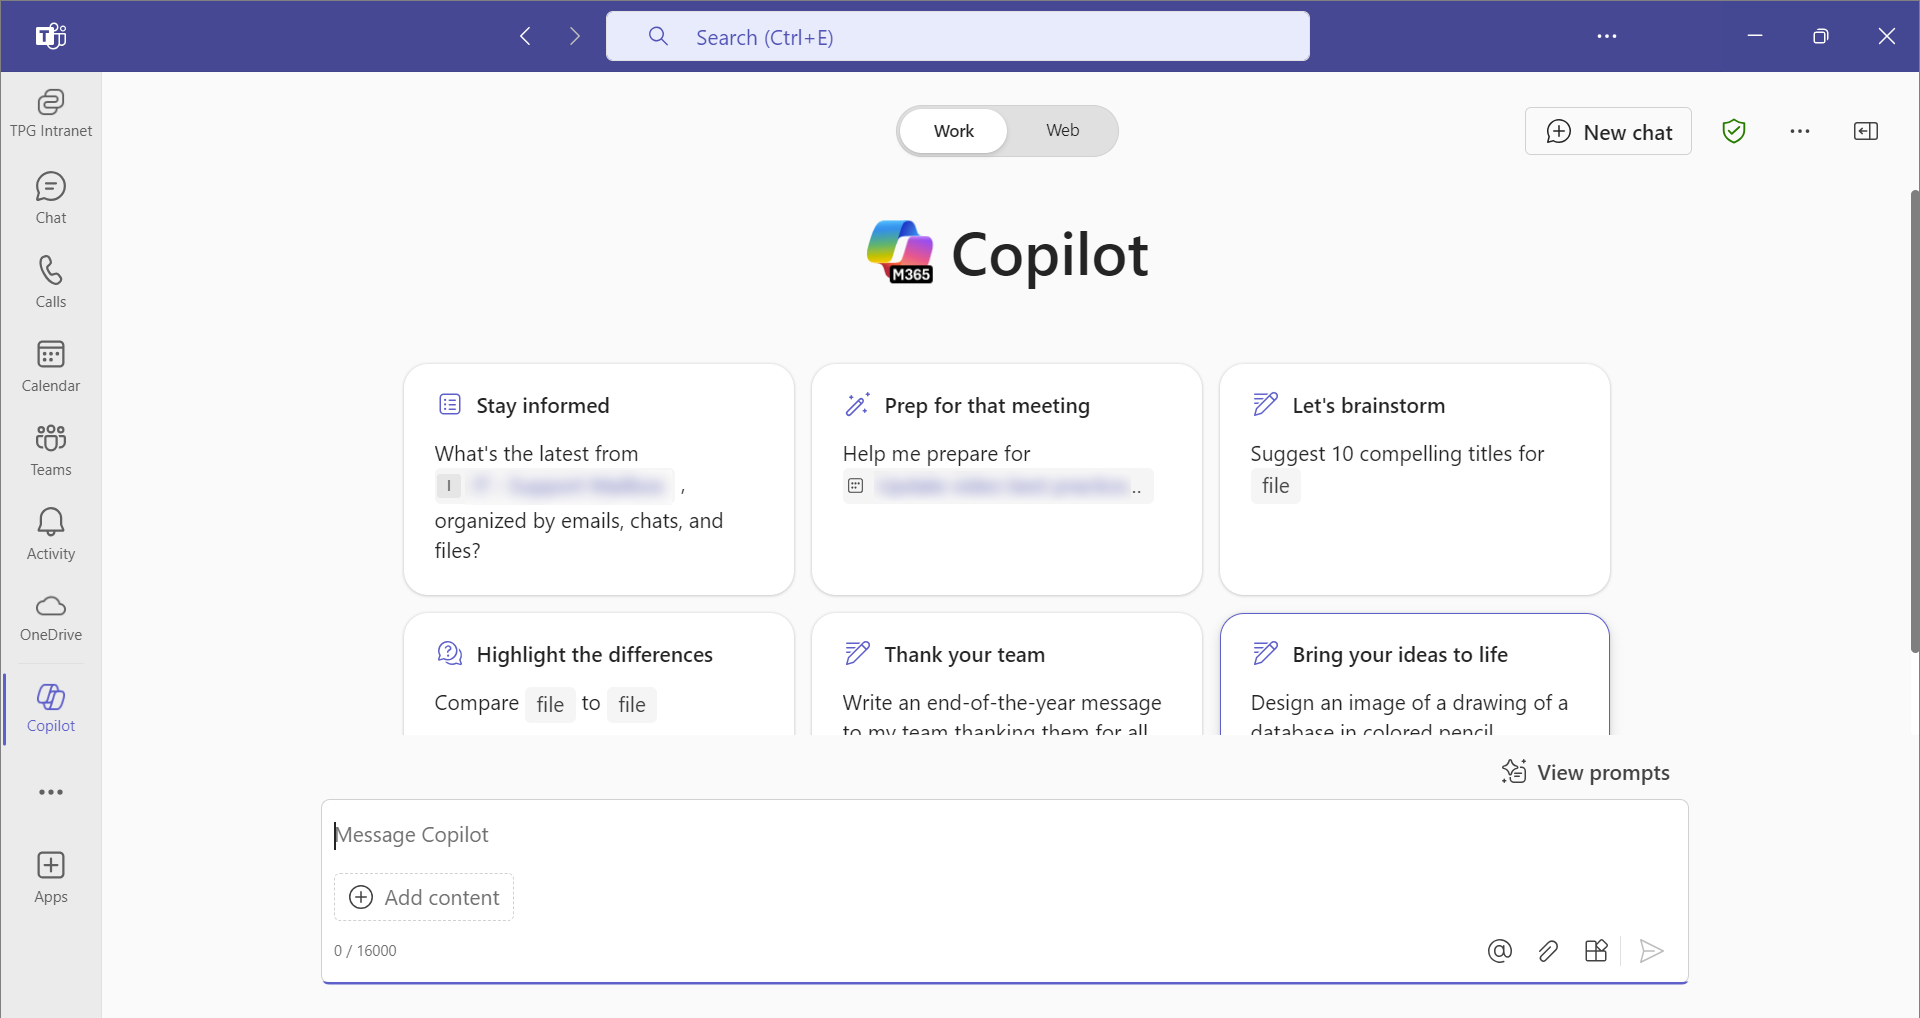 Search (Ctrl+E)
TPG Intranet
Chat
Calls
Calendar
Teams
Activity
OneDrive
Copilot
Apps
Work
Web
New chat
M365
Copilot
Stay informed
What's the latest from
I ,
organized by emails, chats, and
files?
Prep for that meeting
Help me prepare for
..
Let's brainstorm
Suggest 10 compelling titles for
file
Highlight the differences
Compare file to file
Thank your team
Write an end-of-the-year message
to my team thanking them for all
Bring your ideas to life
Design an image of a drawing of a
database in colored pencil
View prompts
Message Copilot
Add content
0 / 16000